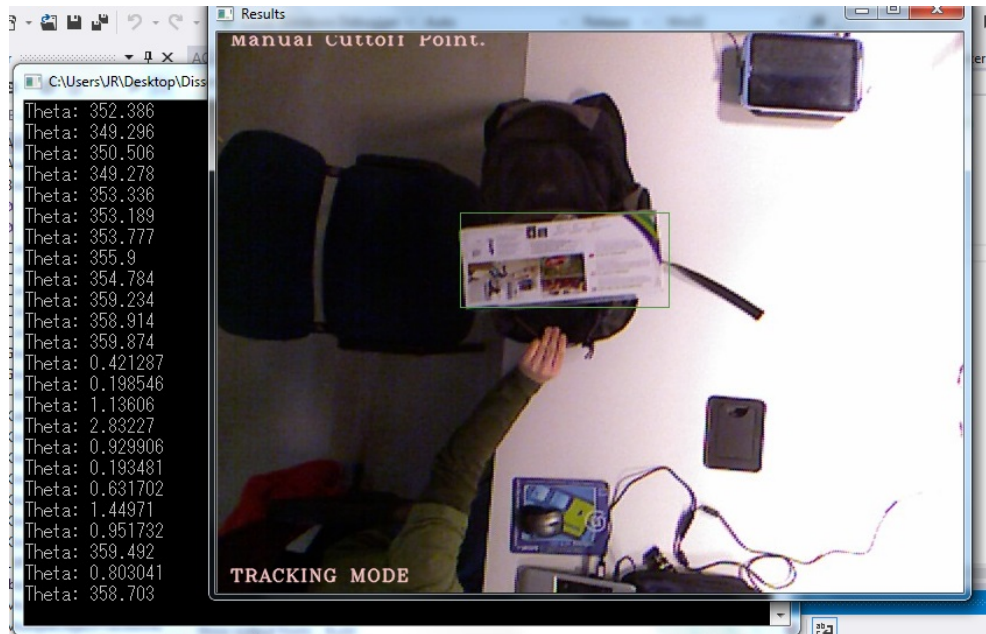 Results
Manual Cuttoff Point.
C:\Users\JR\Desktop\Diss
Theta: 352.386
Theta: 349.296
Theta: 350.506
Theta: 349.278
Theta: 353.336
Theta: 353.189
Theta: 353.777
Theta: 355.9
Theta: 354.784
Theta: 359.234
Theta: 358.914
Theta: 359.874
Theta: 0.421287
Theta: 0.198546
Theta: 1.13606
Theta: 2.83227
Theta: 0.929906
Theta: 0.193481
Theta: 0.631702
Theta: 1.44971
Theta: 0.951732
Theta: 359.492
Theta: 0.803041
Theta: 358.703
TRACKING MODE